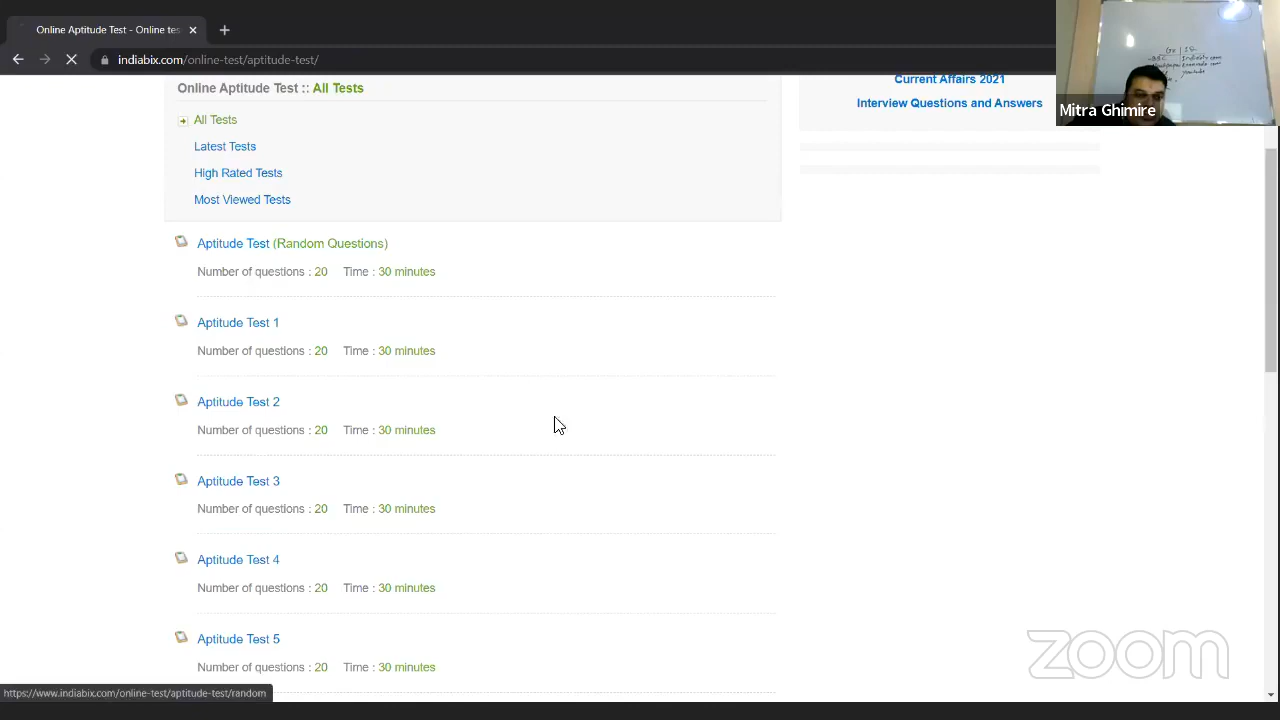 Online Aptitude Test - Online tes
indiabix.com/online-test/aptitude-test/
Online Aptitude Test :: All Tests
All Tests
Latest Tests
High Rated Tests
Most Viewed Tests
Aptitude Test (Random Questions)
Number of questions : 20 Time : 30 minutes
Aptitude Test 1
Number of questions : 20 Time : 30 minutes
Aptitude Test 2
Number of questions : 20 Time : 30 minutes
Aptitude Test 3
Number of questions : 20 Time : 30 minutes
Aptitude Test 4
Number of questions : 20 Time : 30 minutes
Aptitude Test 5
Number of questions : 20 Time : 30 minutes
https://www.indiabix.com/online-test/aptitude-test/random
Current Affairs 2021
Interview Questions and Answers
Indiabix.com
youtube
Mitra Ghimire
zoom